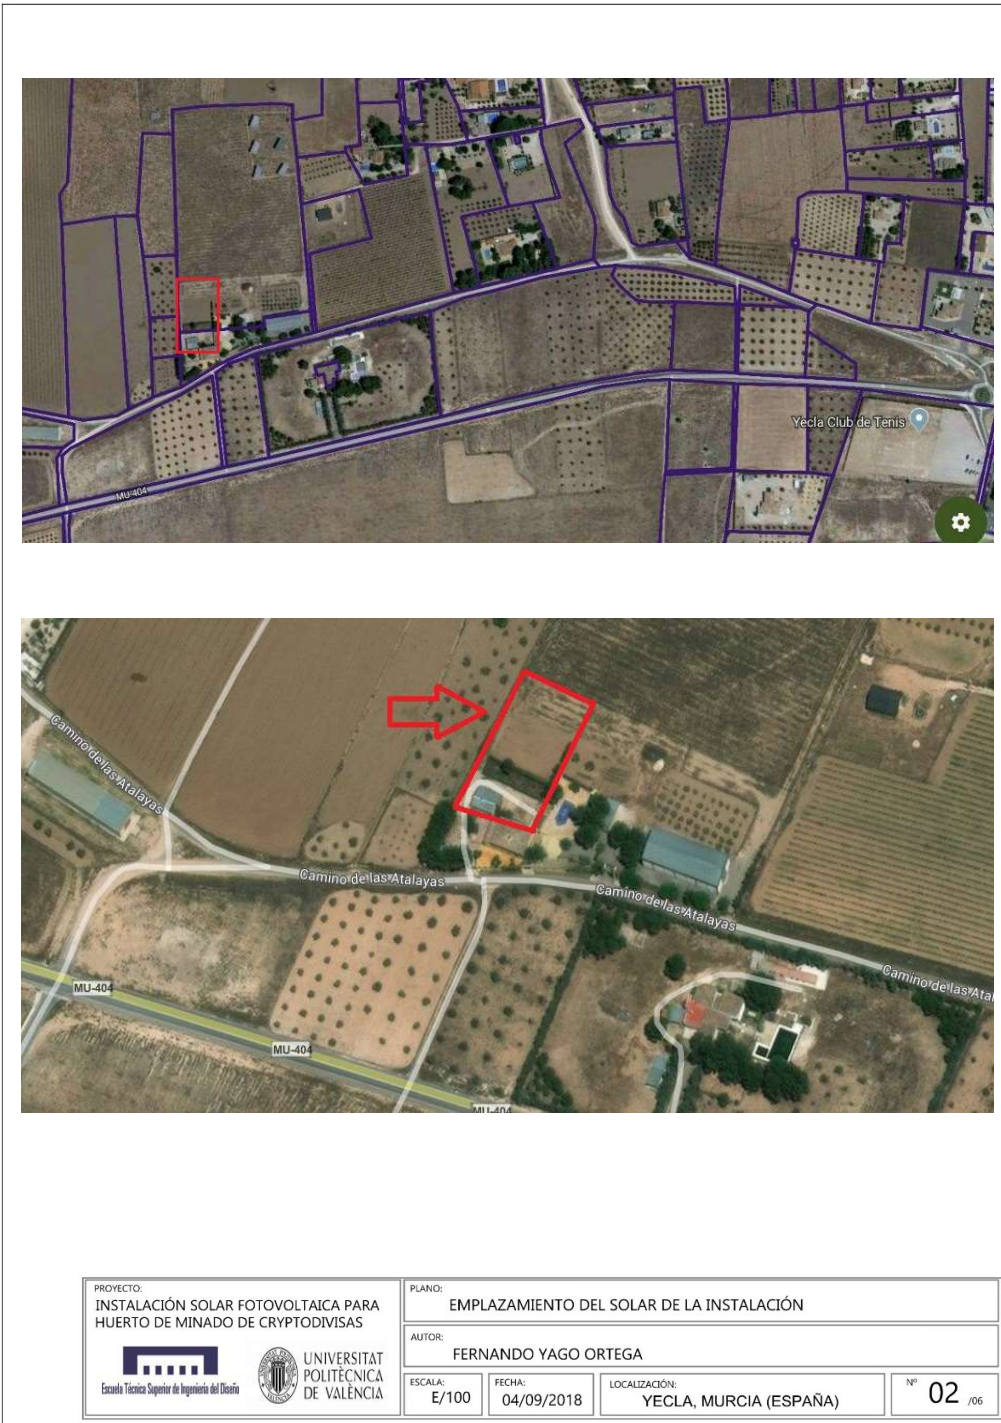 Yecla Club de Tenis
MU-404
Camino de las Atalayas
Camino de las Atalayas
Camino de las Atalayas
Camino de las Ata
MU-404
MU-404
MU-404
PROYECTO:
INSTALACIÓN SOLAR FOTOVOLTAICA PARA
HUERTO DE MINADO DE CRYPTODIVISAS
Escuela Técnica Superior de Ingeniería del Diseño
UNIVERSITAT
POLITÈCNICA
DE VALÈNCIA
PLANO:
EMPLAZAMIENTO DEL SOLAR DE LA INSTALACIÓN
AUTOR:
FERNANDO YAGO ORTEGA
ESCALA:
E/100
FECHA:
04/09/2018
LOCALIZACIÓN:
YECLA, MURCIA (ESPAÑA)
Nº
02 /06